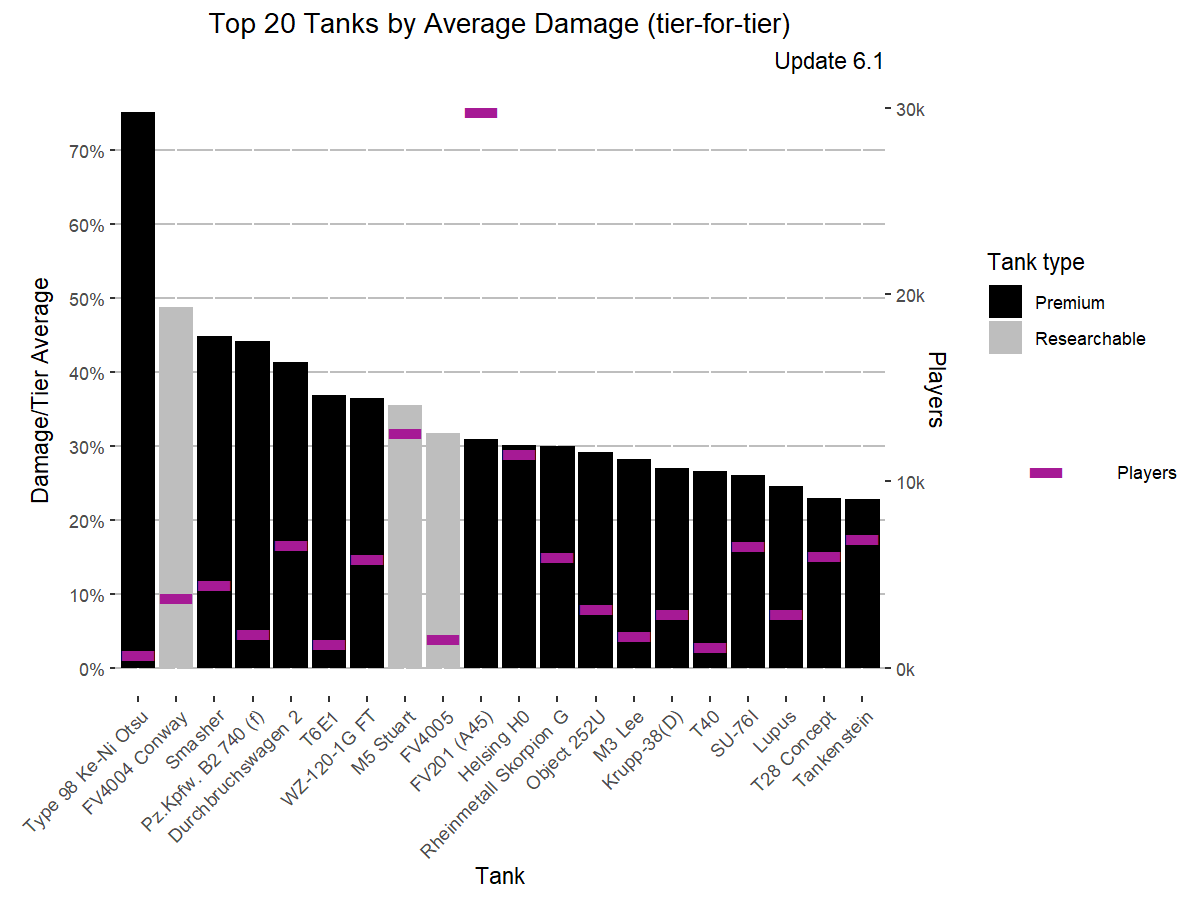 Top 20 Tanks by Average Damage (tier-for-tier)
Update 6.1
70%
60%
50%
40%
30%
20%
10%
0%
Damage/Tier Average
30k
20k
10k
0k
Players
Type 98 Ke-Ni Otsu
FV4004 Conway
Smasher
Pz.Kpfw. B2 740 (f)
Durchbruchswagen 2
T6E1
WZ-120-1G FT
M5 Stuart
FV4005
FV201 (A45)
Helsing H0
Rheinmetall Skorpion G
Object 252U
M3 Lee
Krupp-38(D)
T40
SU-76I
Lupus
T28 Concept
Tankenstein
Tank
Tank type
Premium
Researchable
Players